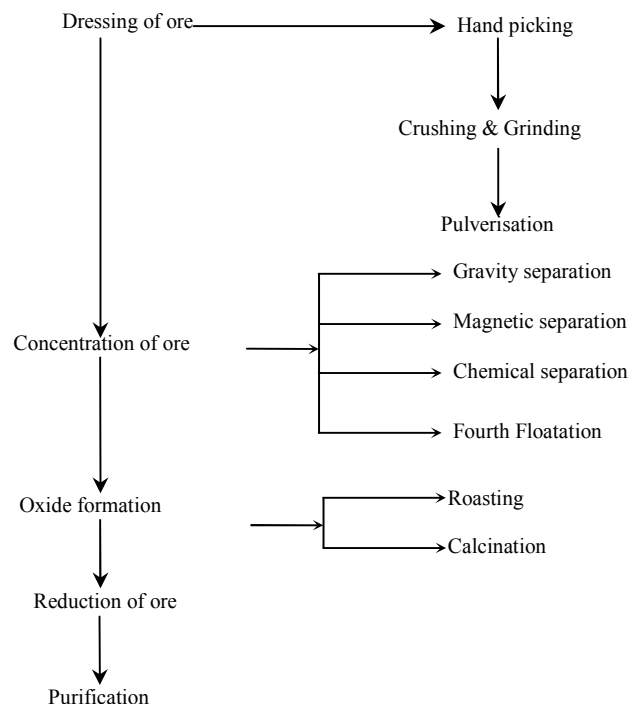 Dressing of ore
Hand picking
Crushing & Grinding
Pulverisation
Gravity separation
Magnetic separation
Concentration of ore
Chemical separation
Fourth Floatation
Oxide formation
Roasting
Calcination
Reduction of ore
Purification